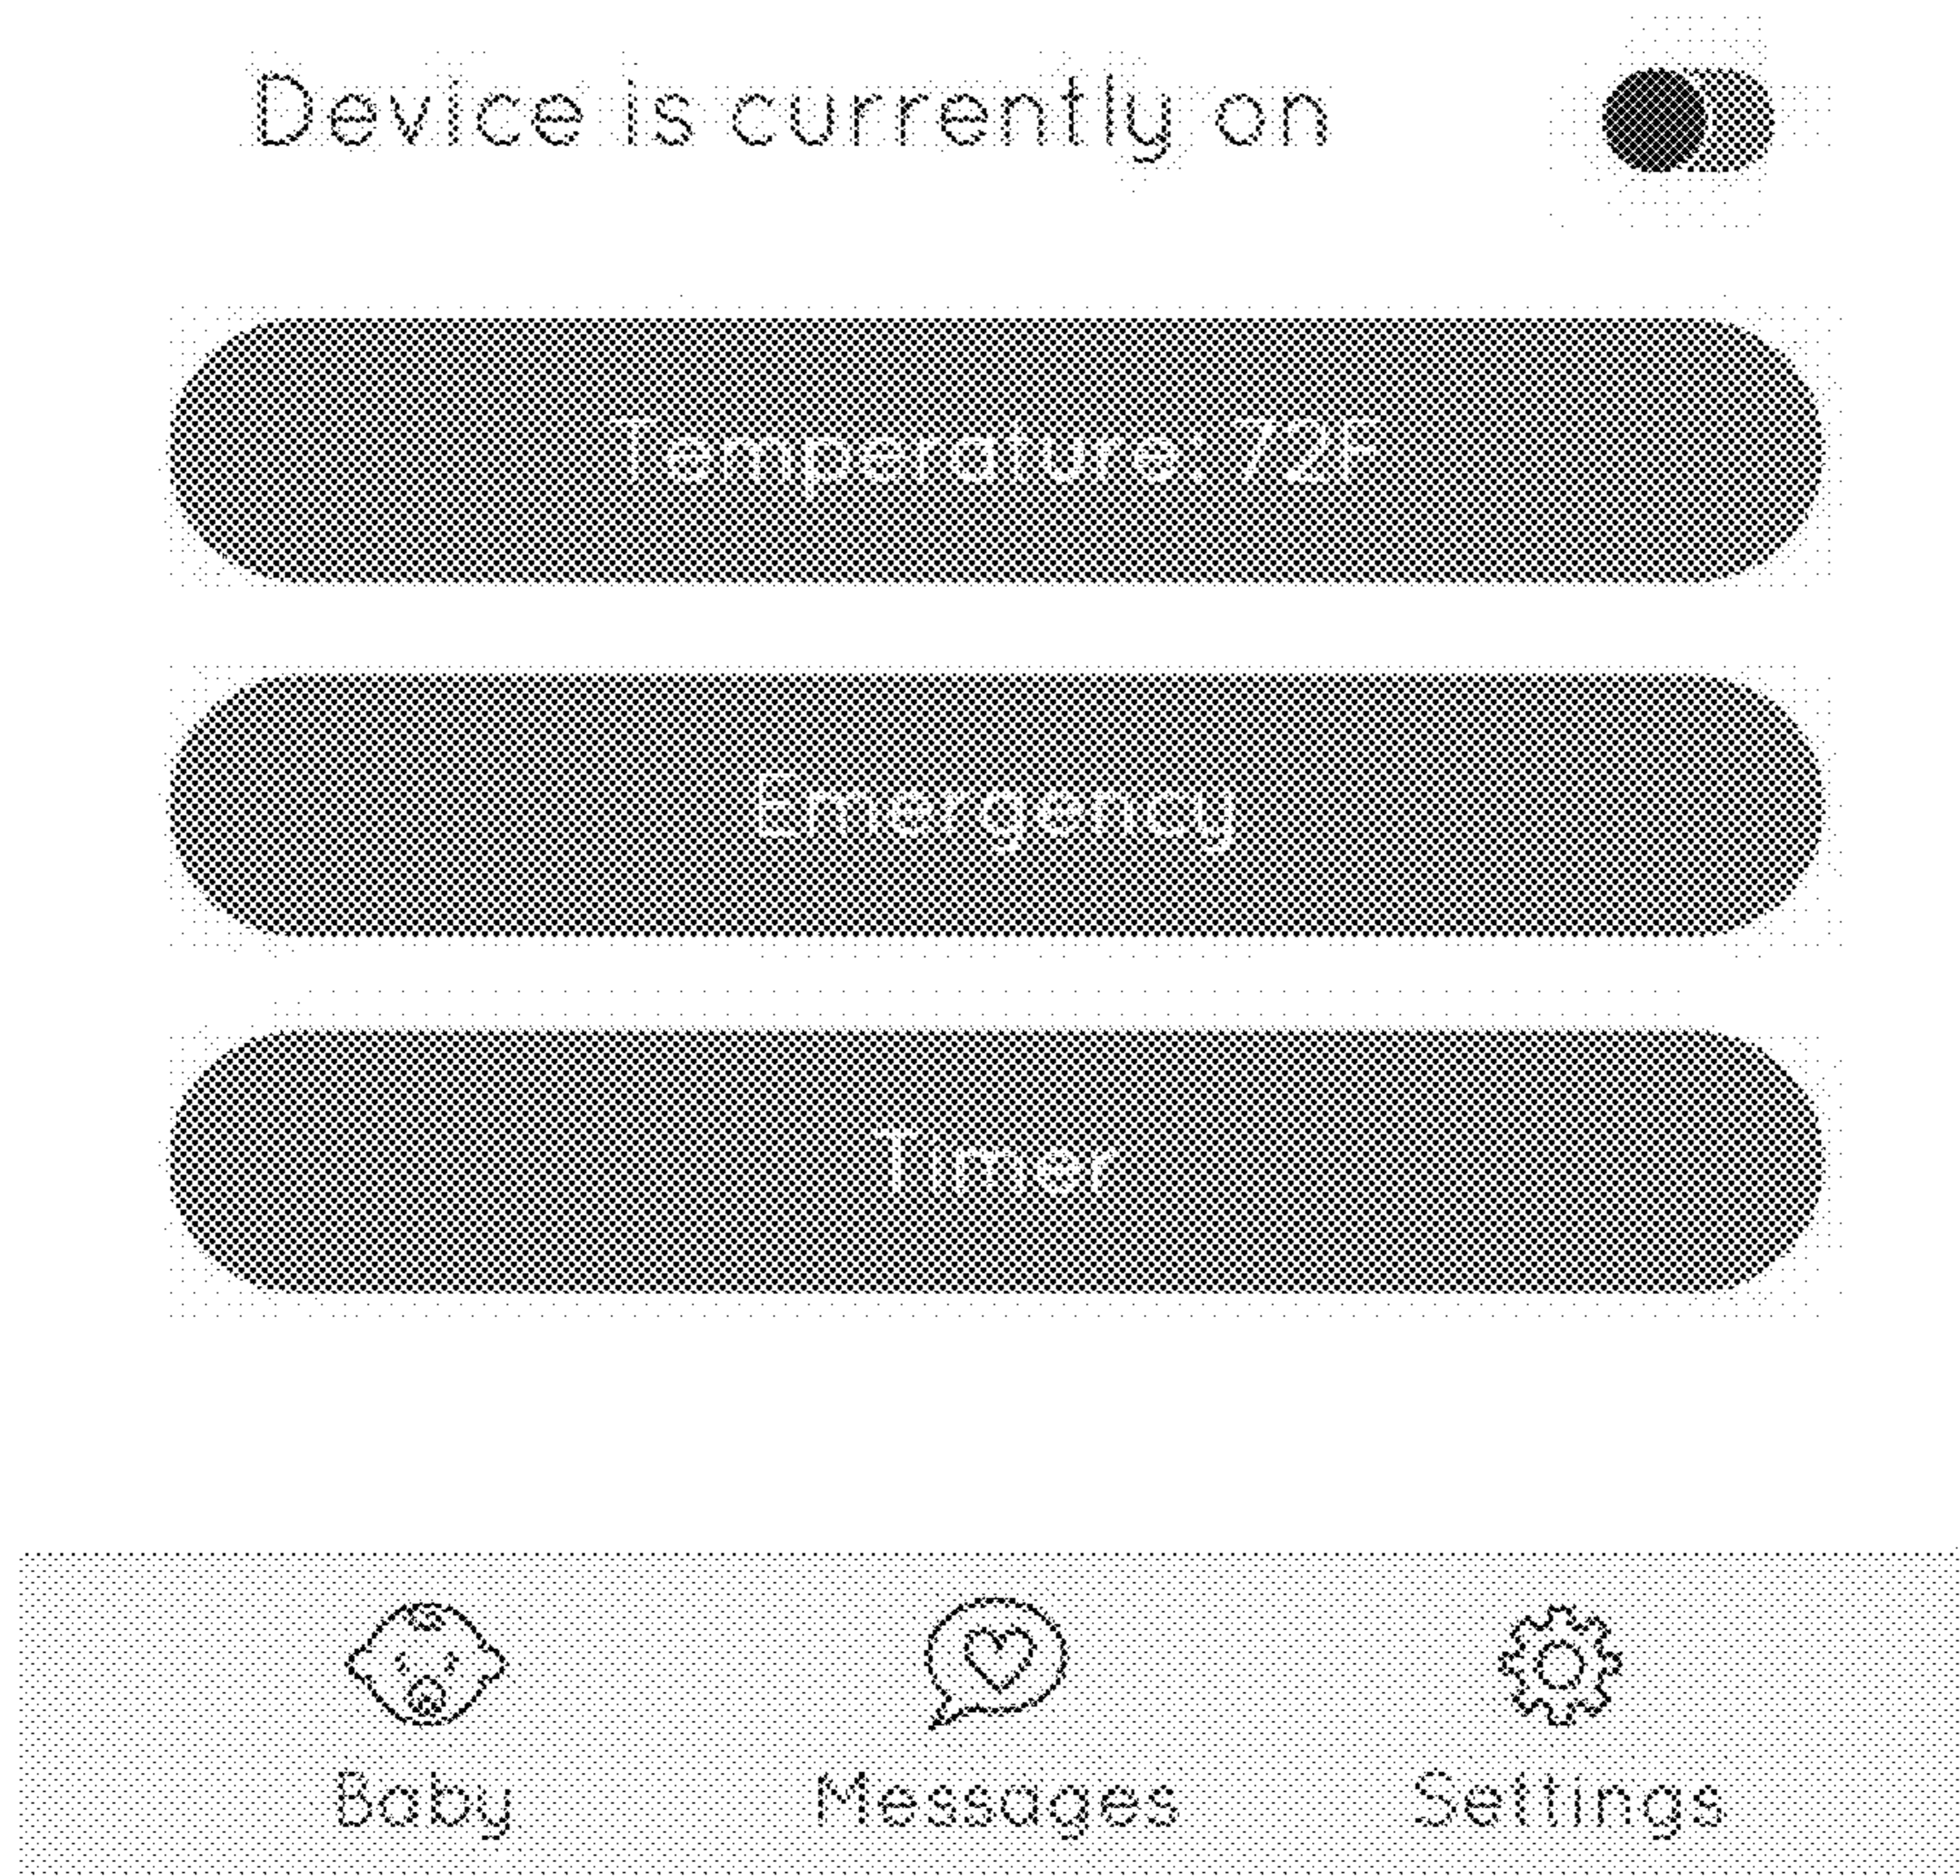 Device is currently on
Temperature: 72F
Emergency
Timer
Baby
Messages
Settings